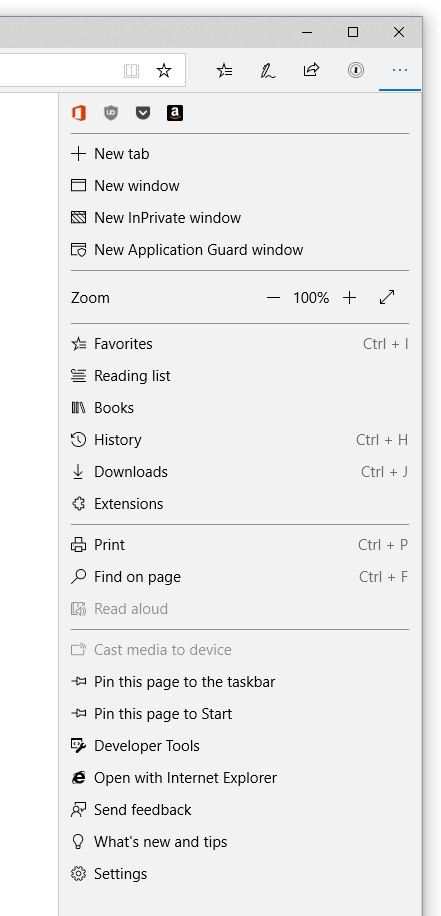 New tab
New window
New InPrivate window
New Application Guard window
Zoom 100%
Favorites Ctrl + I
Reading list
Books
History Ctrl + H
Downloads Ctrl + J
Extensions
Print Ctrl + P
Find on page Ctrl + F
Read aloud
Cast media to device
Pin this page to the taskbar
Pin this page to Start
Developer Tools
Open with Internet Explorer
Send feedback
What's new and tips
Settings